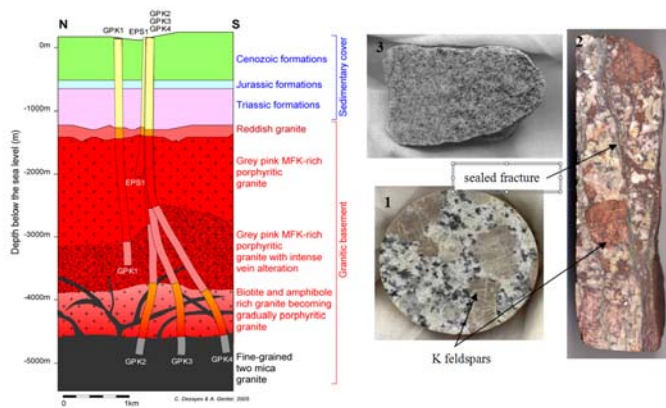 N
S
GPK2
GPK3
GPK4
GPK1
EPS1
0m
-1000m
-2000m
-3000m
-4000m
-5000m
Depth below the sea level (m)
Cenozoic formations
Jurassic formations
Triassic formations
Sedimentary cover
Reddish granite
Grey pink MFK-rich
porphyritic
granite
EPS1
Grey pink MFK-rich
porphyritic
granite with intense
vein alteration
GPK1
Biotite and amphibole
rich granite becoming
gradually porphyritic
granite
Granitic basement
GPK2
GPK3
GPK4
Fine-grained
two mica
granite
0
1km
C. Dezayes & A. Genter, 2005
3
2
sealed fracture
1
K feldspars